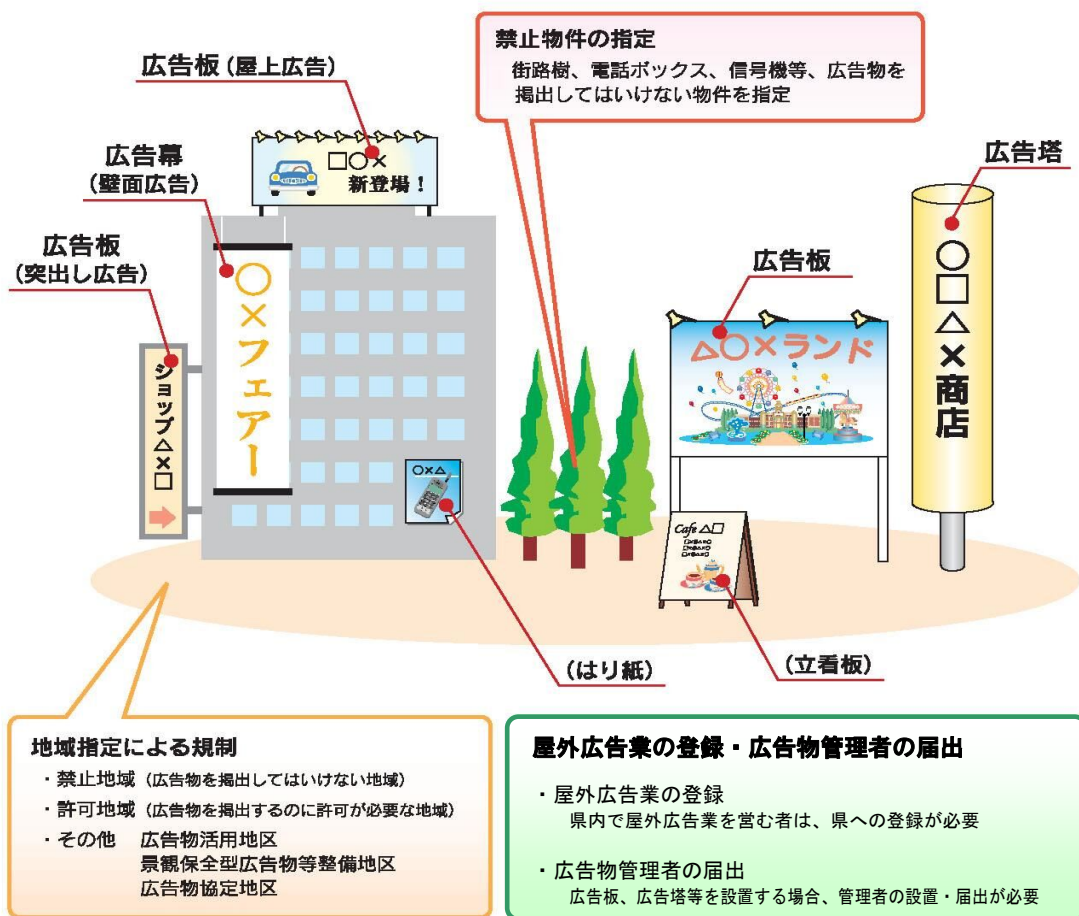 禁止物件の指定
街路樹、電話ボックス、信号機等、広告物を
掲出してはいけない物件を指定
広告板(屋上広告)
□○×
新登場!
広告幕
(壁面広告)
広告板
(突出し広告)
○×フェアー
ショップ△×□
○×△
広告板
△○×ランド
広告塔
○□△×商店
Cafe △□
(はり紙)
(立看板)
地域指定による規制
・禁止地域(広告物を掲出してはいけない地域)
・許可地域(広告物を掲出するのに許可が必要な地域)
・その他 広告物活用地区
景観保全型広告物等整備地区
広告物協定地区
屋外広告業の登録・広告物管理者の届出
・屋外広告業の登録
県内で屋外広告業を営む者は、県への登録が必要
・広告物管理者の届出
広告板、広告塔等を設置する場合、管理者の設置・届出が必要